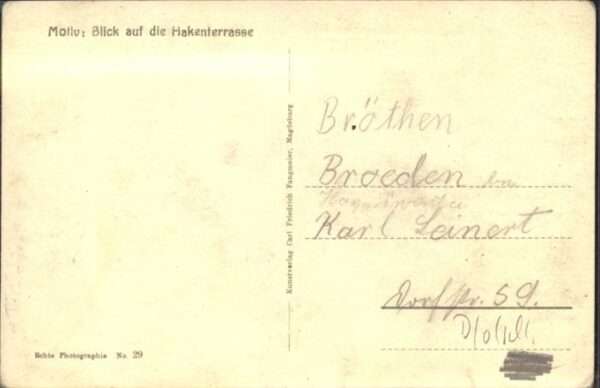 Motiv: Blick auf die Hakenterrasse
Kunstverlag Carl Friedrich Fangmeier, Magdeburg
Bröthen
Broeden
Karl Leinert
Dorfstr. 59.
Echte Photographie No. 29